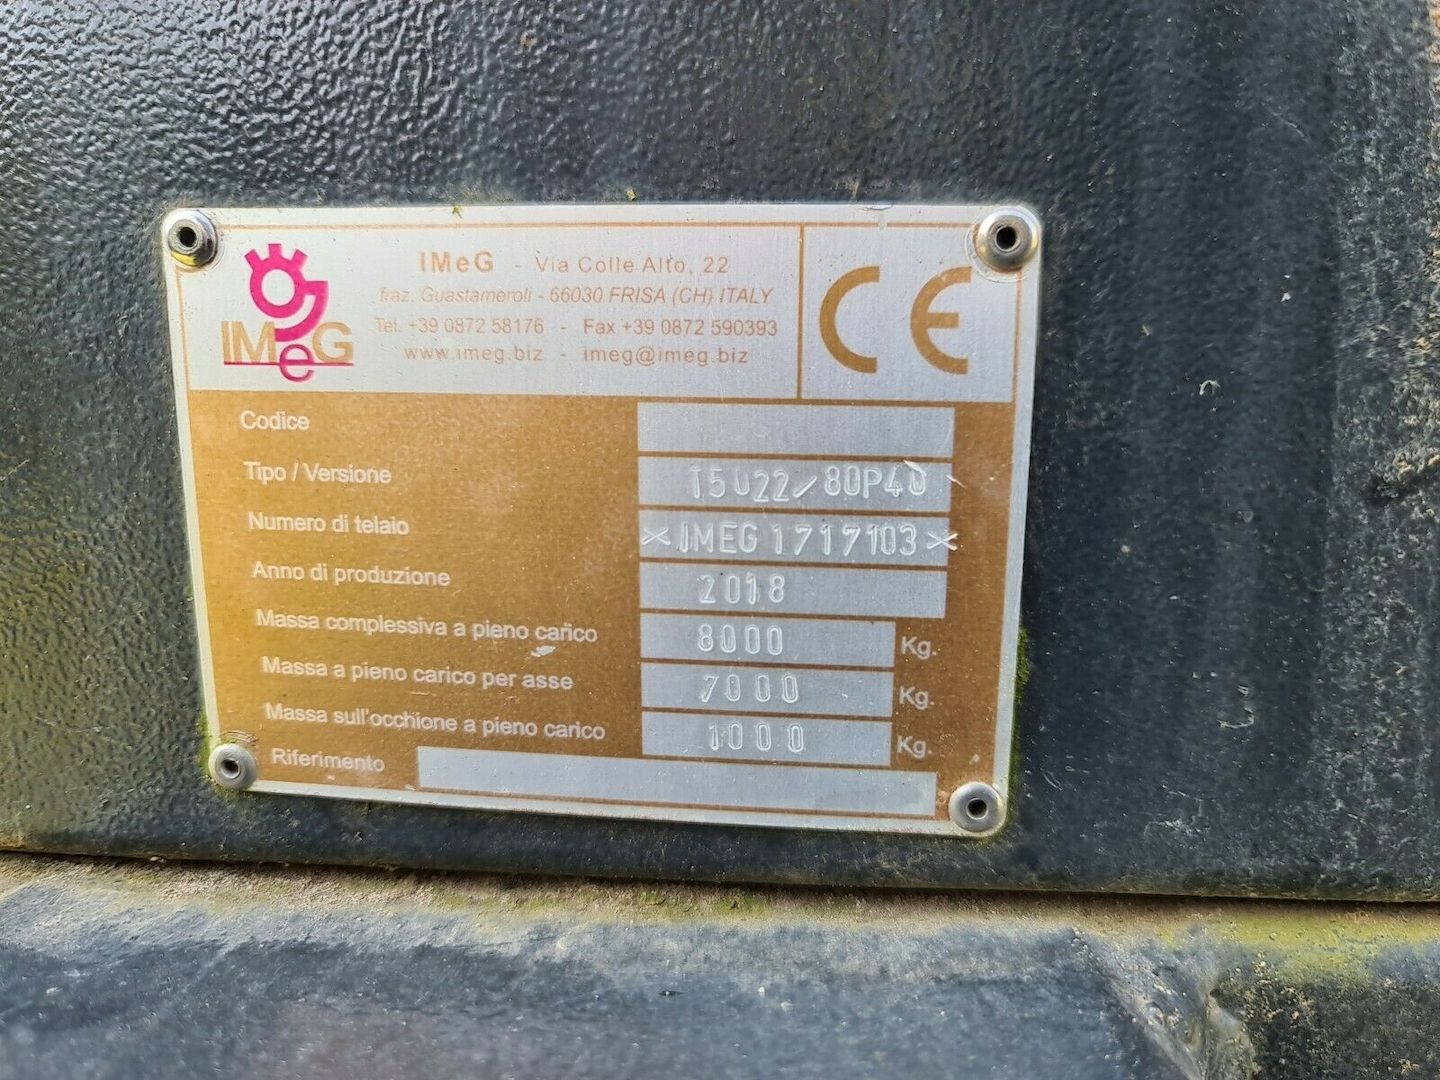 IMeG
IMeG - Via Colle Alto, 22
fraz. Guastameroli - 66030 FRISA (CH) ITALY
Tel. +39 0872 58176 - Fax +39 0872 590393
www.imeg.biz - imeg@imeg.biz
CE
Codice
Tipo / Versione 80P40
Numero di telaio *IMEG1717103*
Anno di produzione 2018
Massa complessiva a pieno carico 8000 Kg.
Massa a pieno carico per asse 7000 Kg.
Massa sull'occhione a pieno carico 1000 Kg.
Riferimento